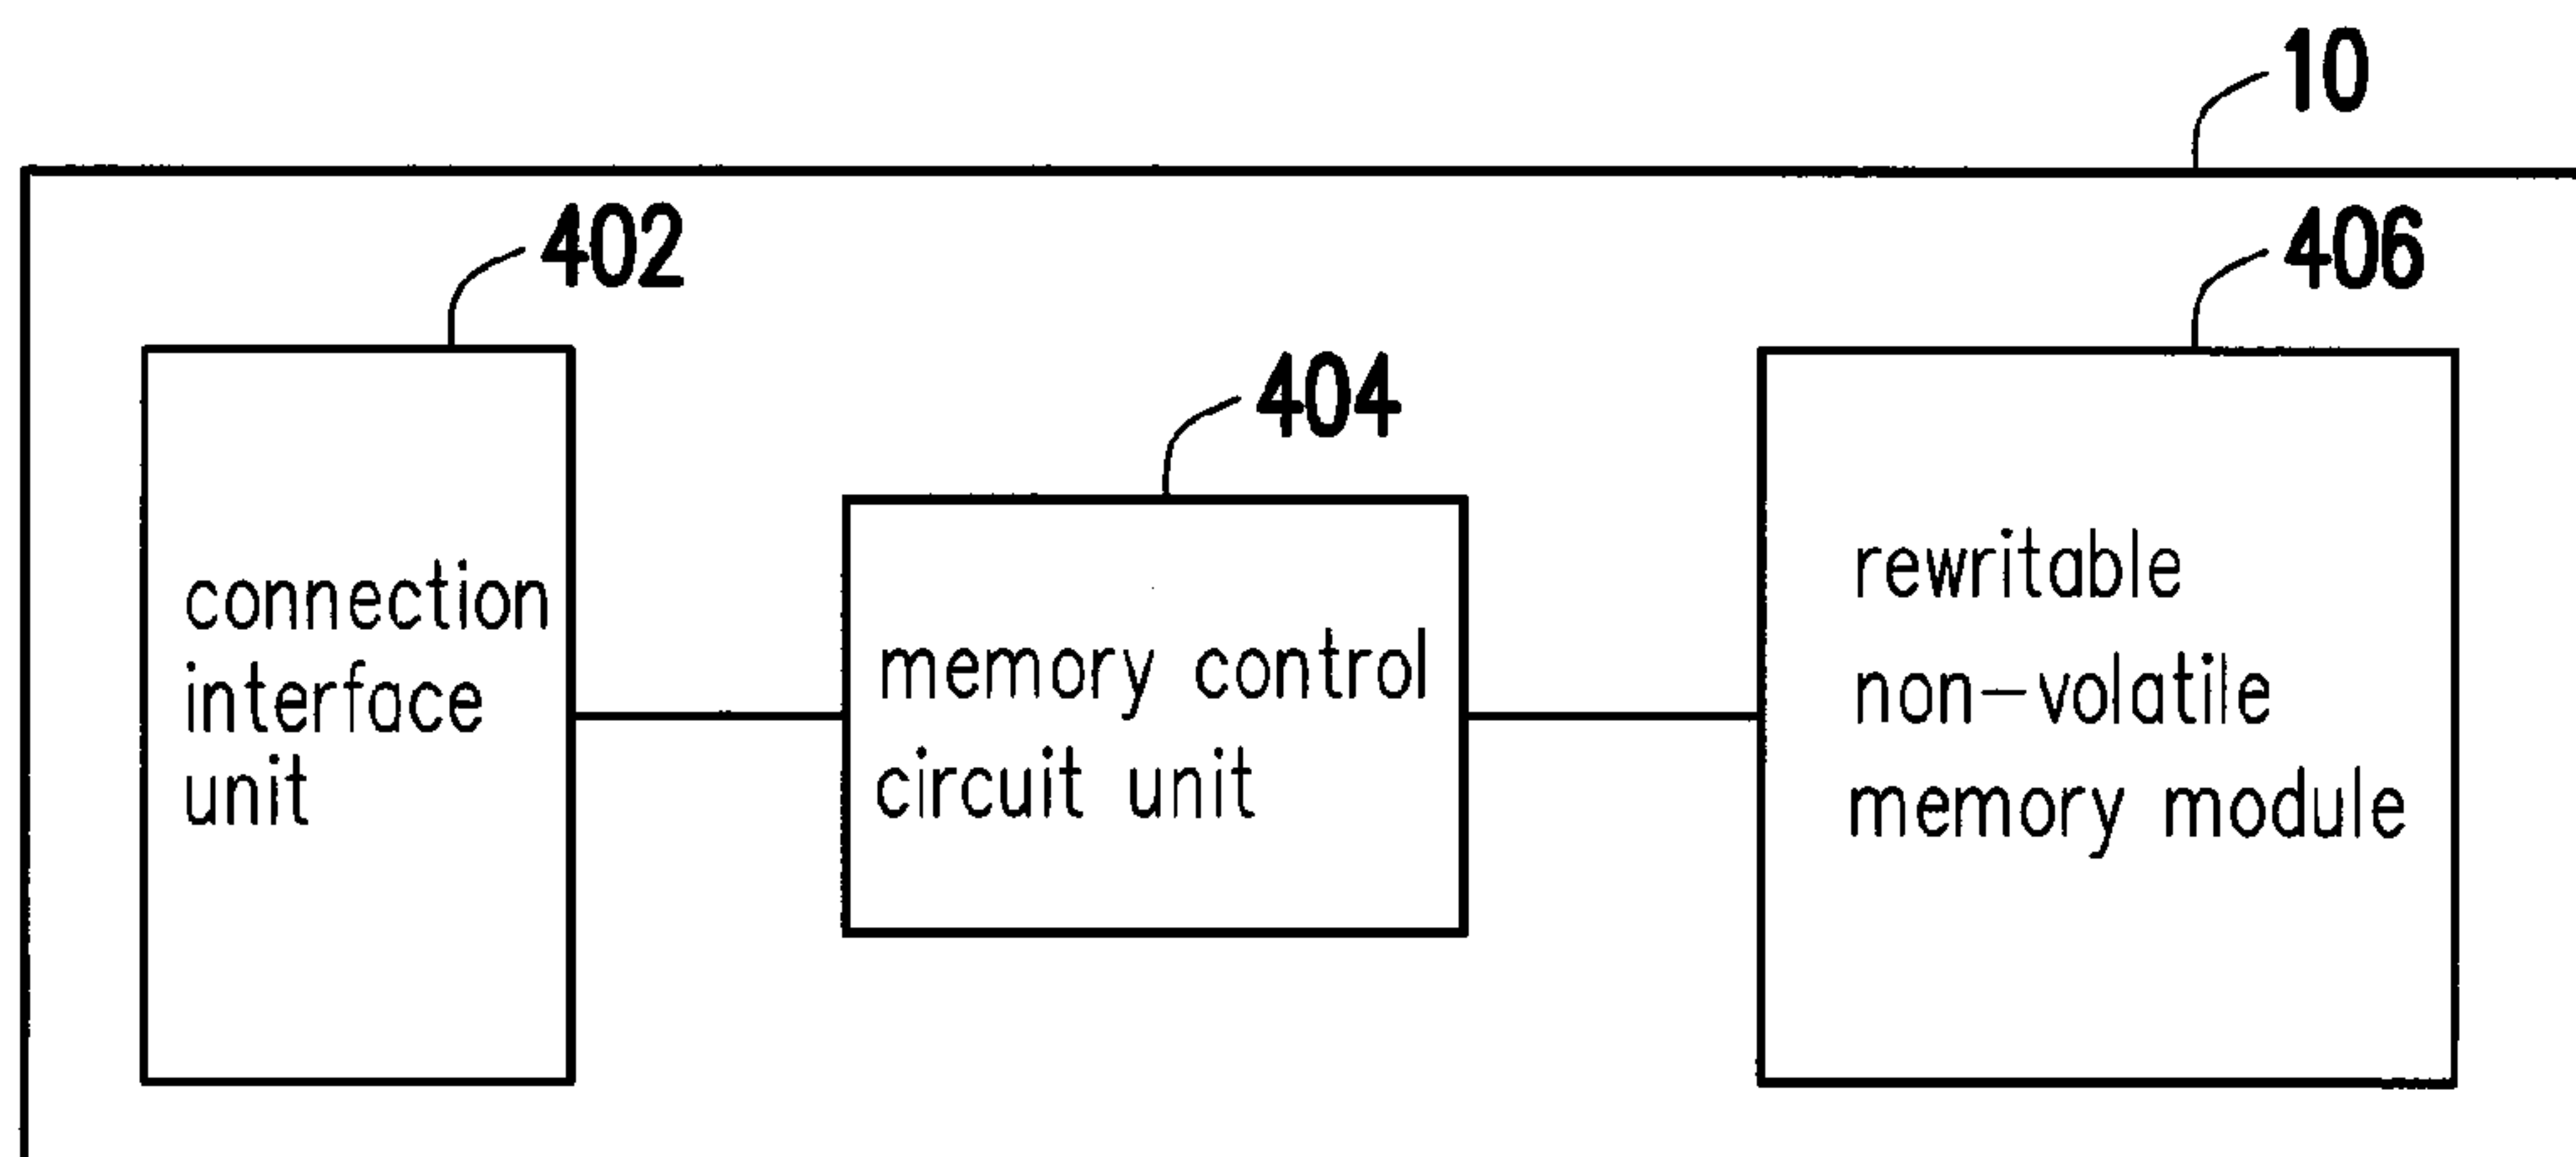 10
402
406
404
connection
interface
unit
memory control
circuit unit
rewritable
non-volatile
memory module